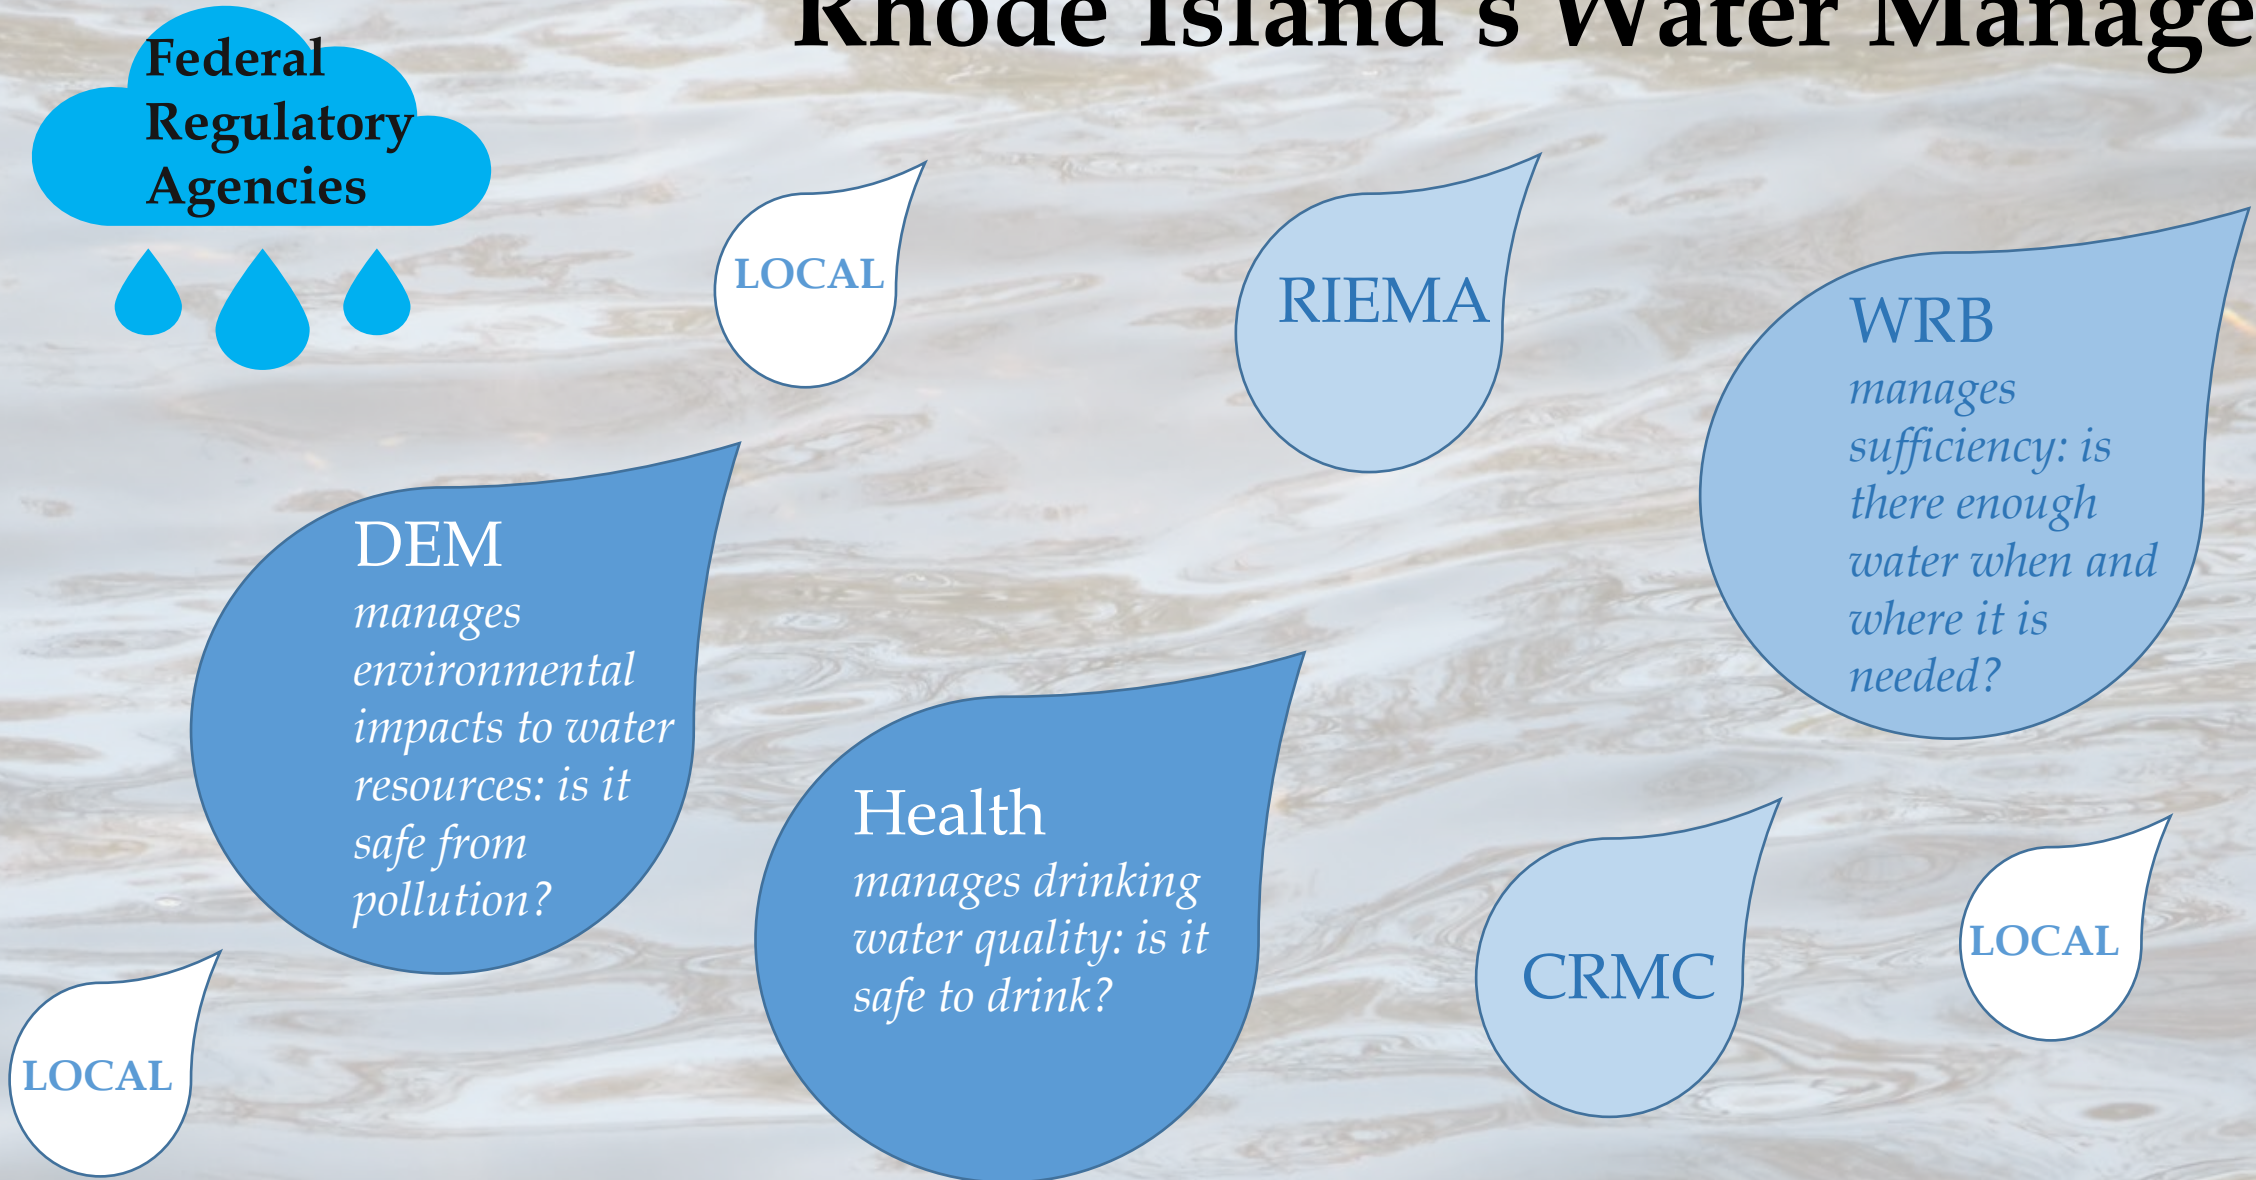 Rhode Island's Water Manage
Federal
Regulatory
Agencies
LOCAL
RIEMA
WRB
manages
sufficiency: is
there enough
water when and
where it is
needed?
DEM
manages
environmental
impacts to water
resources: is it
safe from
pollution?
Health
manages drinking
water quality: is it
safe to drink?
CRMC
LOCAL
LOCAL